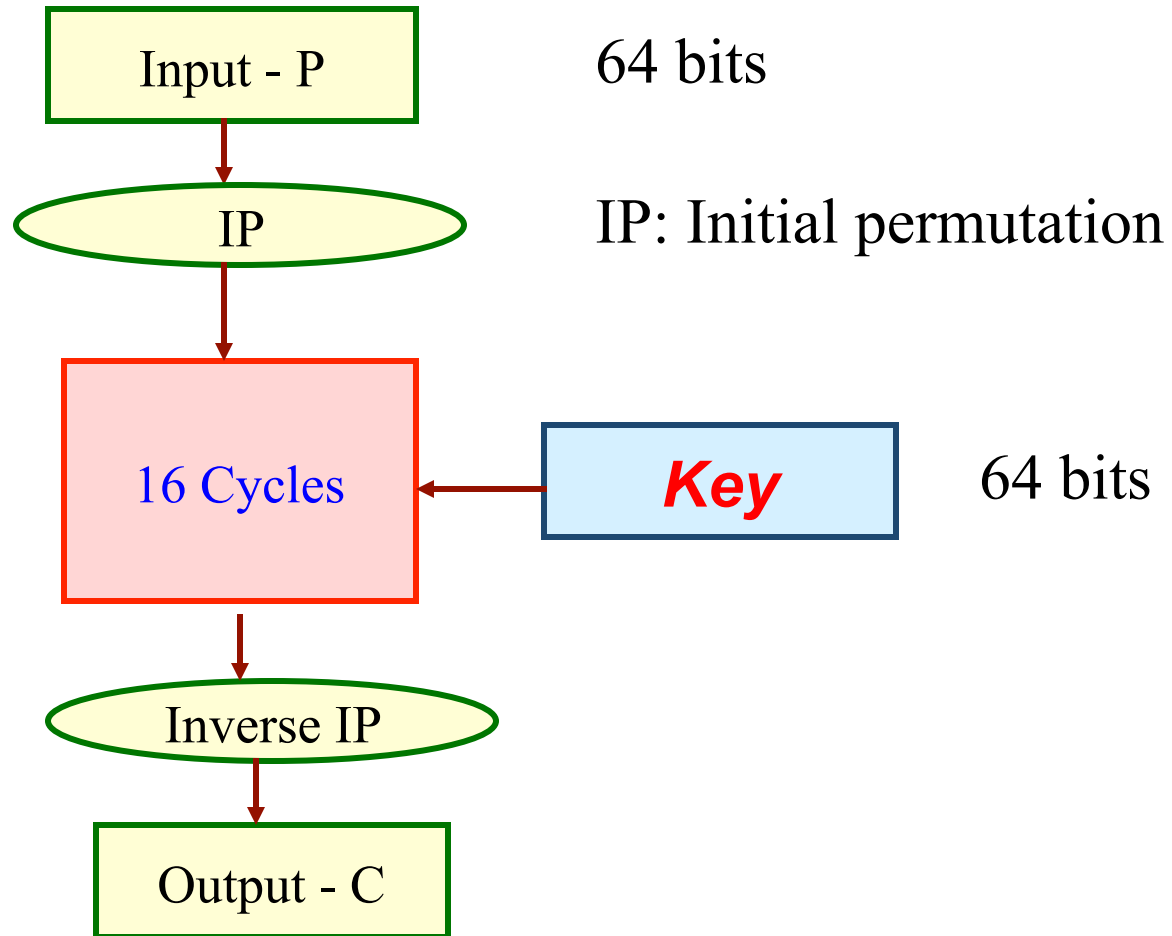 Input - P
64 bits
IP
IP: Initial permutation
16 Cycles
Key
64 bits
Inverse IP
Output - C